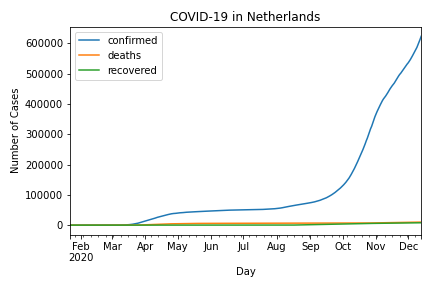 COVID-19 in Netherlands
confirmed
deaths
recovered
Number of Cases
600000
500000
400000
300000
200000
100000
0
Feb Mar Apr May Jun Jul Aug Sep Oct Nov Dec
2020
Day